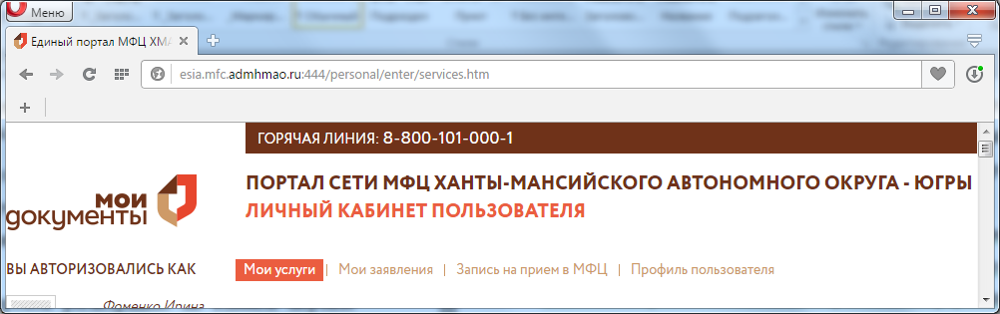 Меню
Единый портал МФЦ ХМА
esia.mfc.admhmao.ru:444/personal/enter/services.htm
ГОРЯЧАЯ ЛИНИЯ: 8-800-101-000-1
мои
документы
ПОРТАЛ СЕТИ МФЦ ХАНТЫ-МАНСИЙСКОГО АВТОНОМНОГО ОКРУГА - ЮГРЫ
ЛИЧНЫЙ КАБИНЕТ ПОЛЬЗОВАТЕЛЯ
ВЫ АВТОРИЗОВАЛИСЬ КАК
Мои услуги | Мои заявления | Запись на прием в МФЦ | Профиль пользователя
Фоменко Ирина